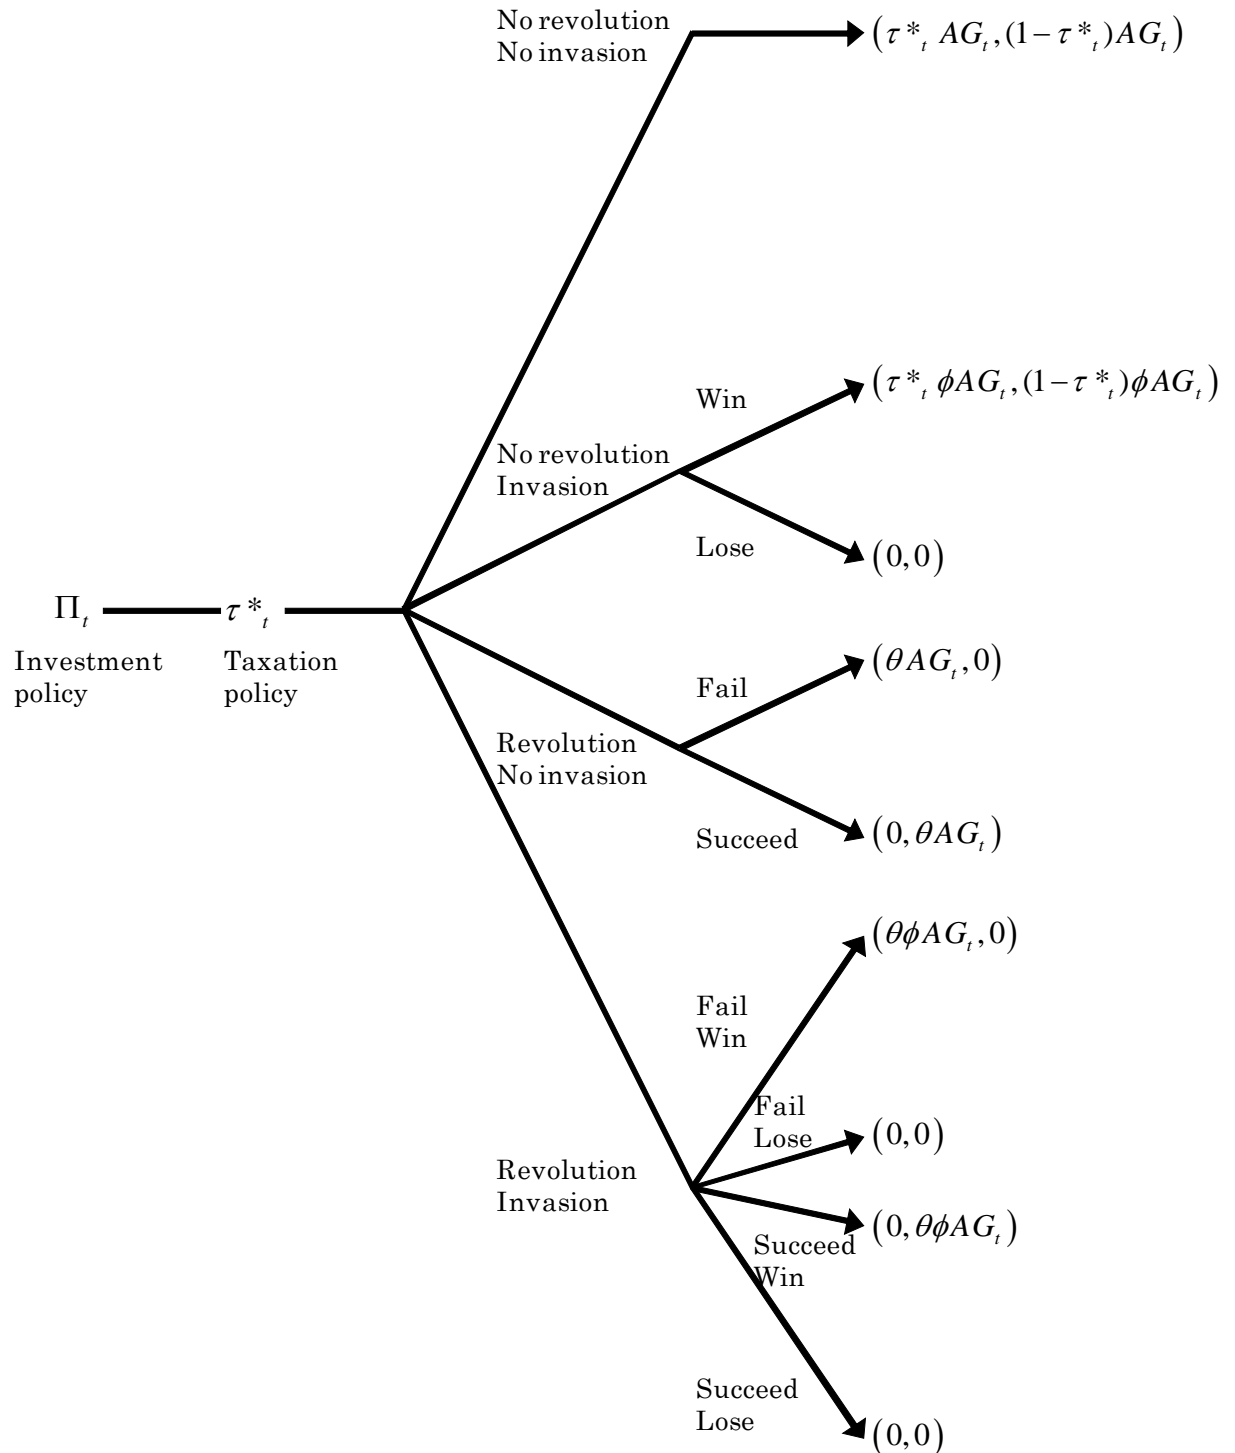 No revolution
No invasion
(τ*ₜ AGₜ,(1−τ*ₜ)AGₜ)
Win
(τ*ₜ ϕAGₜ,(1−τ*ₜ)ϕAGₜ)
No revolution
Invasion
Lose
(0,0)
Πₜ
τ*ₜ
Investment
policy
Taxation
policy
Fail
(θAGₜ,0)
Revolution
No invasion
Succeed
(0,θAGₜ)
(θϕAGₜ,0)
Fail
Win
Fail
Lose
(0,0)
Revolution
Invasion
(0,θϕAGₜ)
Succeed
Win
Succeed
Lose
(0,0)